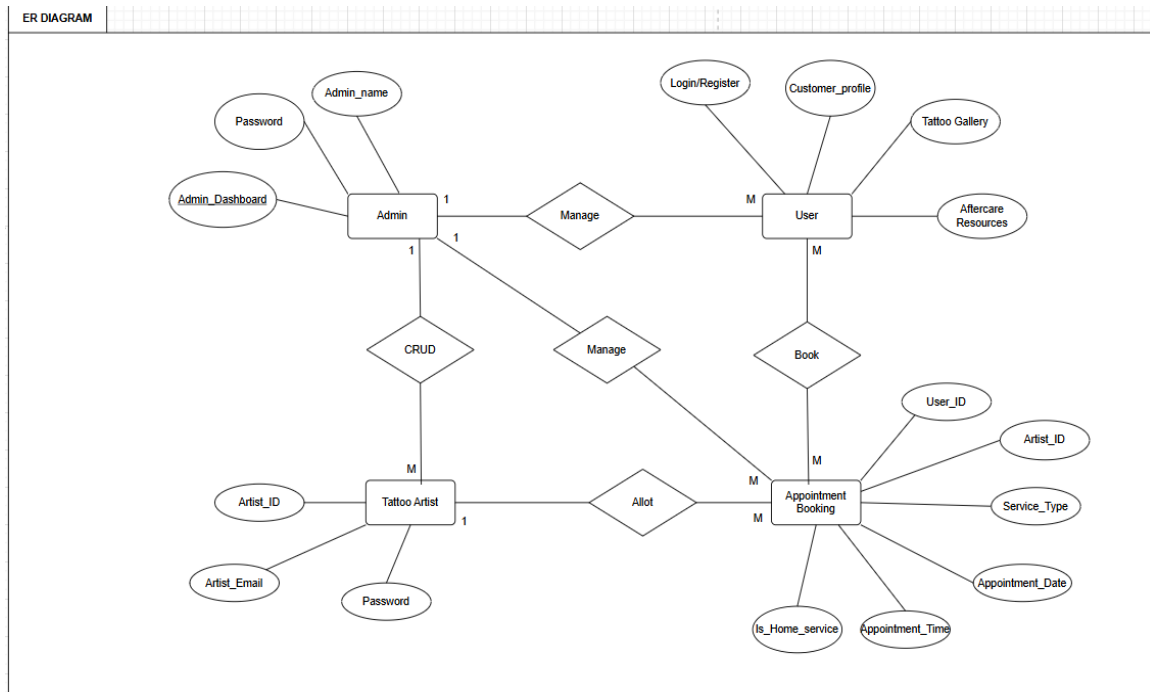 ER DIAGRAM
Login/Register
Customer_profile
Admin_name
Password
Tattoo Gallery
Admin_Dashboard
Admin
1
Manage
M
User
Aftercare
Resources
1
1
M
CRUD
Manage
Book
User_ID
Artist_ID
M
M
M
Artist_ID
Tattoo Artist
1
Allot
M
Appointment
Booking
Service_Type
Artist_Email
Password
Appointment_Date
Is_Home_service
Appointment_Time